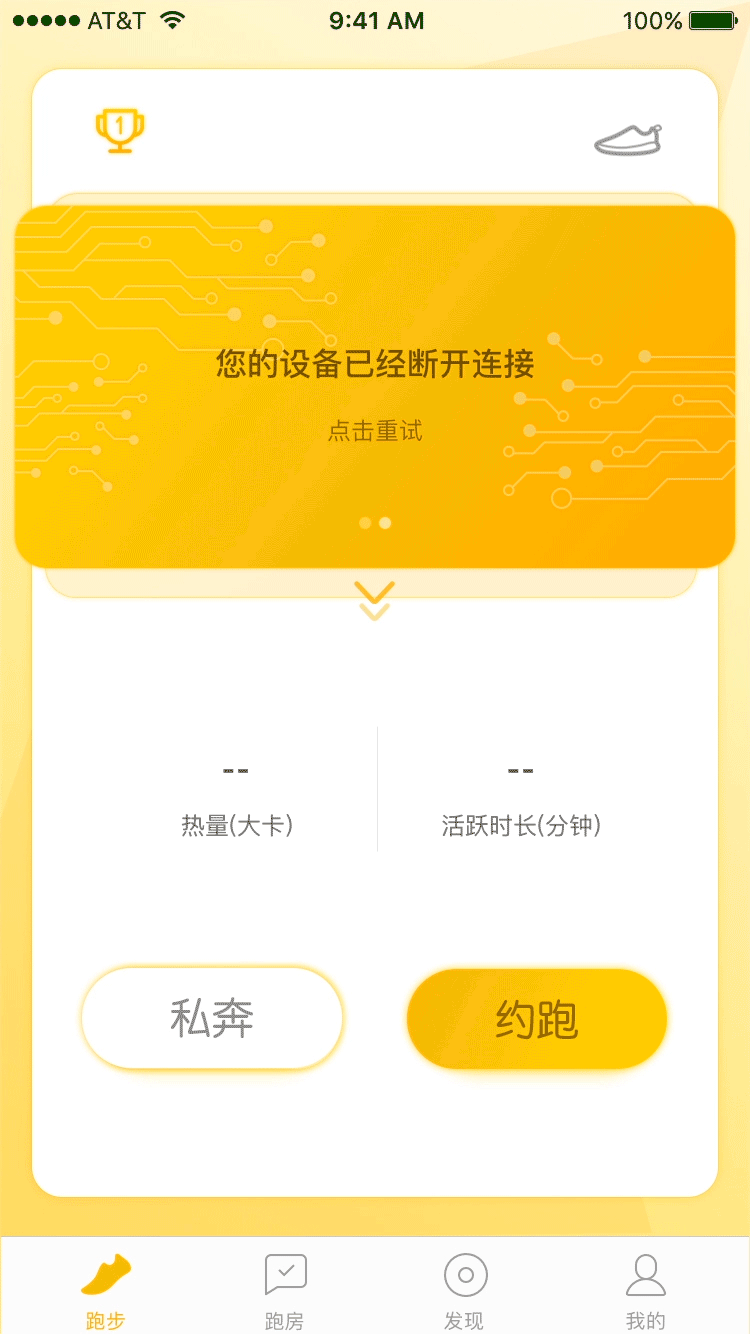 AT&T 9:41 AM 100%
1
您的设备已经断开连接
点击重试
-- --
热量(大卡) 活跃时长(分钟)
私奔 约跑
跑步 跑房 发现 我的